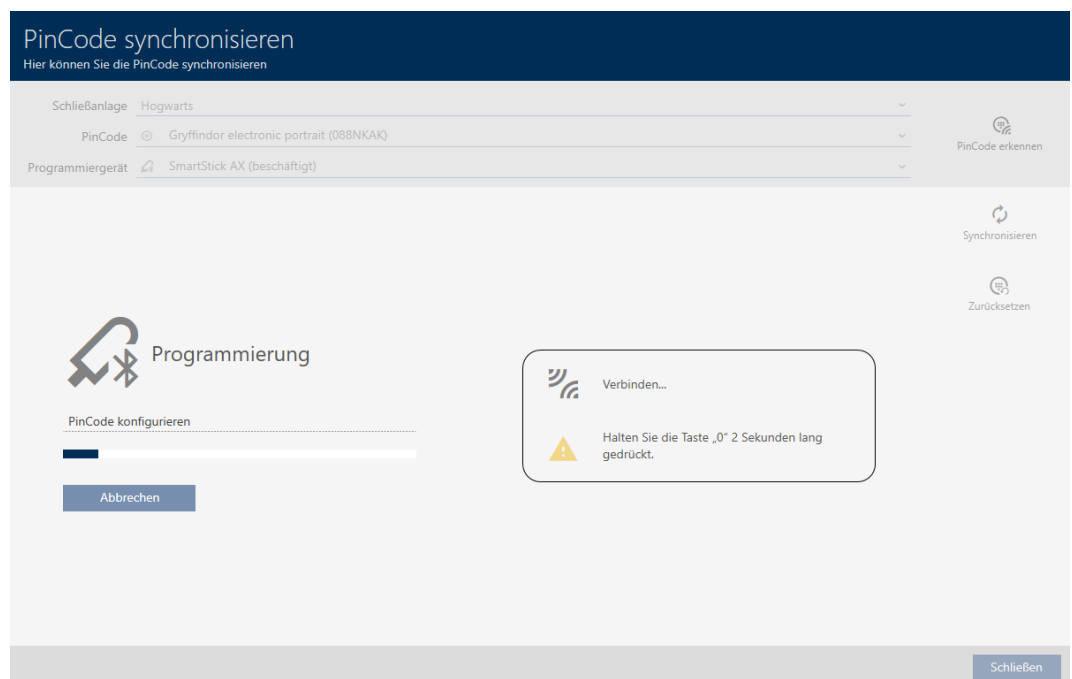 PinCode synchronisieren
Hier können Sie die PinCode synchronisieren
Schließanlage Hogwarts
PinCode Gryffindor electronic portrait (088NKAK)
Programmiergerät SmartStick AX (beschäftigt)
PinCode erkennen
Synchronisieren
Zurücksetzen
Programmierung
PinCode konfigurieren
Abbrechen
Verbinden...
Halten Sie die Taste „0“ 2 Sekunden lang
gedrückt.
Schließen